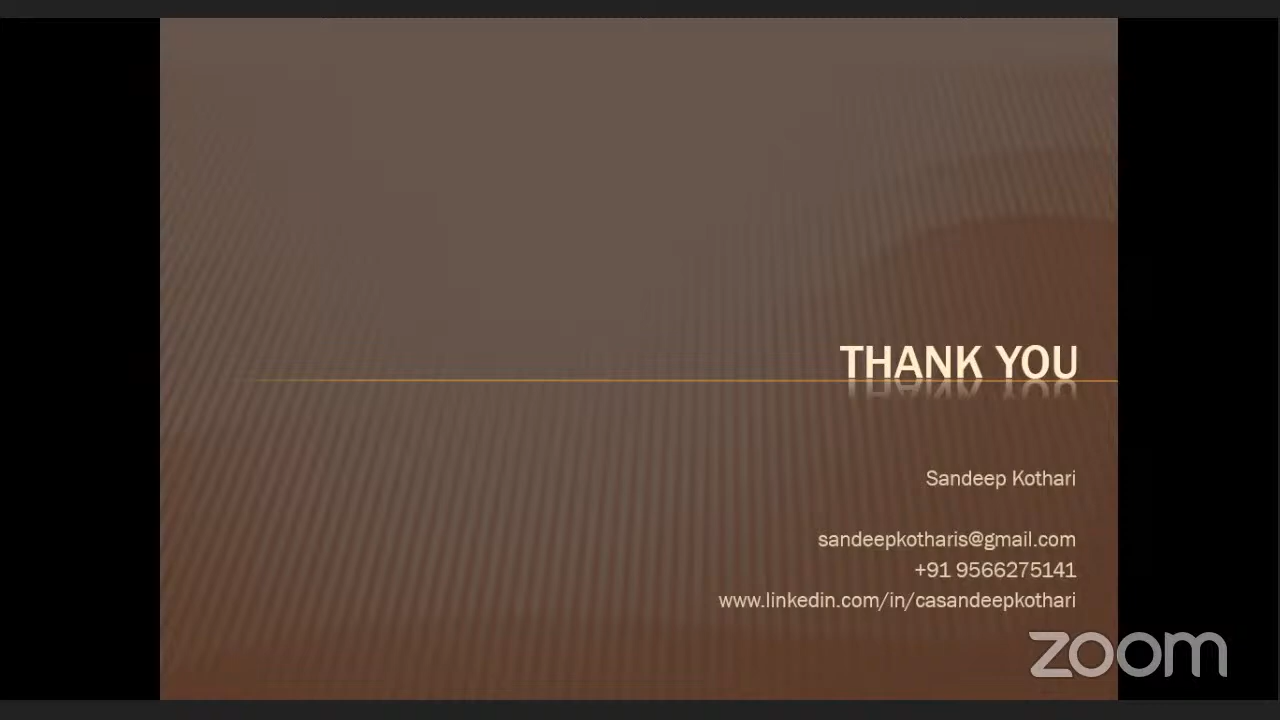 THANK YOU
Sandeep Kothari
sandeepkotharis@gmail.com
+91 9566275141
www.linkedin.com/in/casandeepkothari
zoom